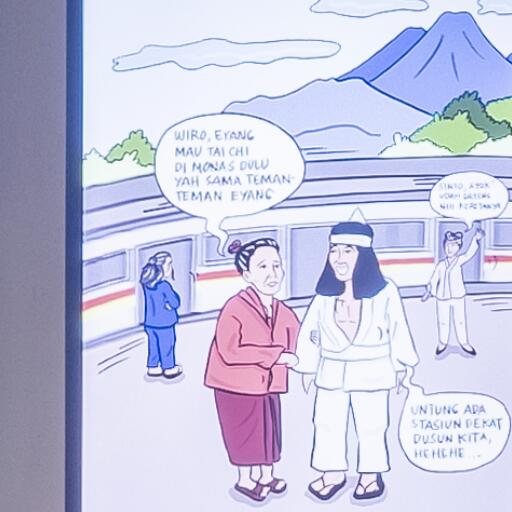 WIRO, EYANG
MAU TAI CHI
DI MONAS DULU
YAH SAMA TEMAN-
TEMAN EYANG
UNTUNG ADA
STASIUN DEKAT
DUSUN KITA,
HEHEHE...